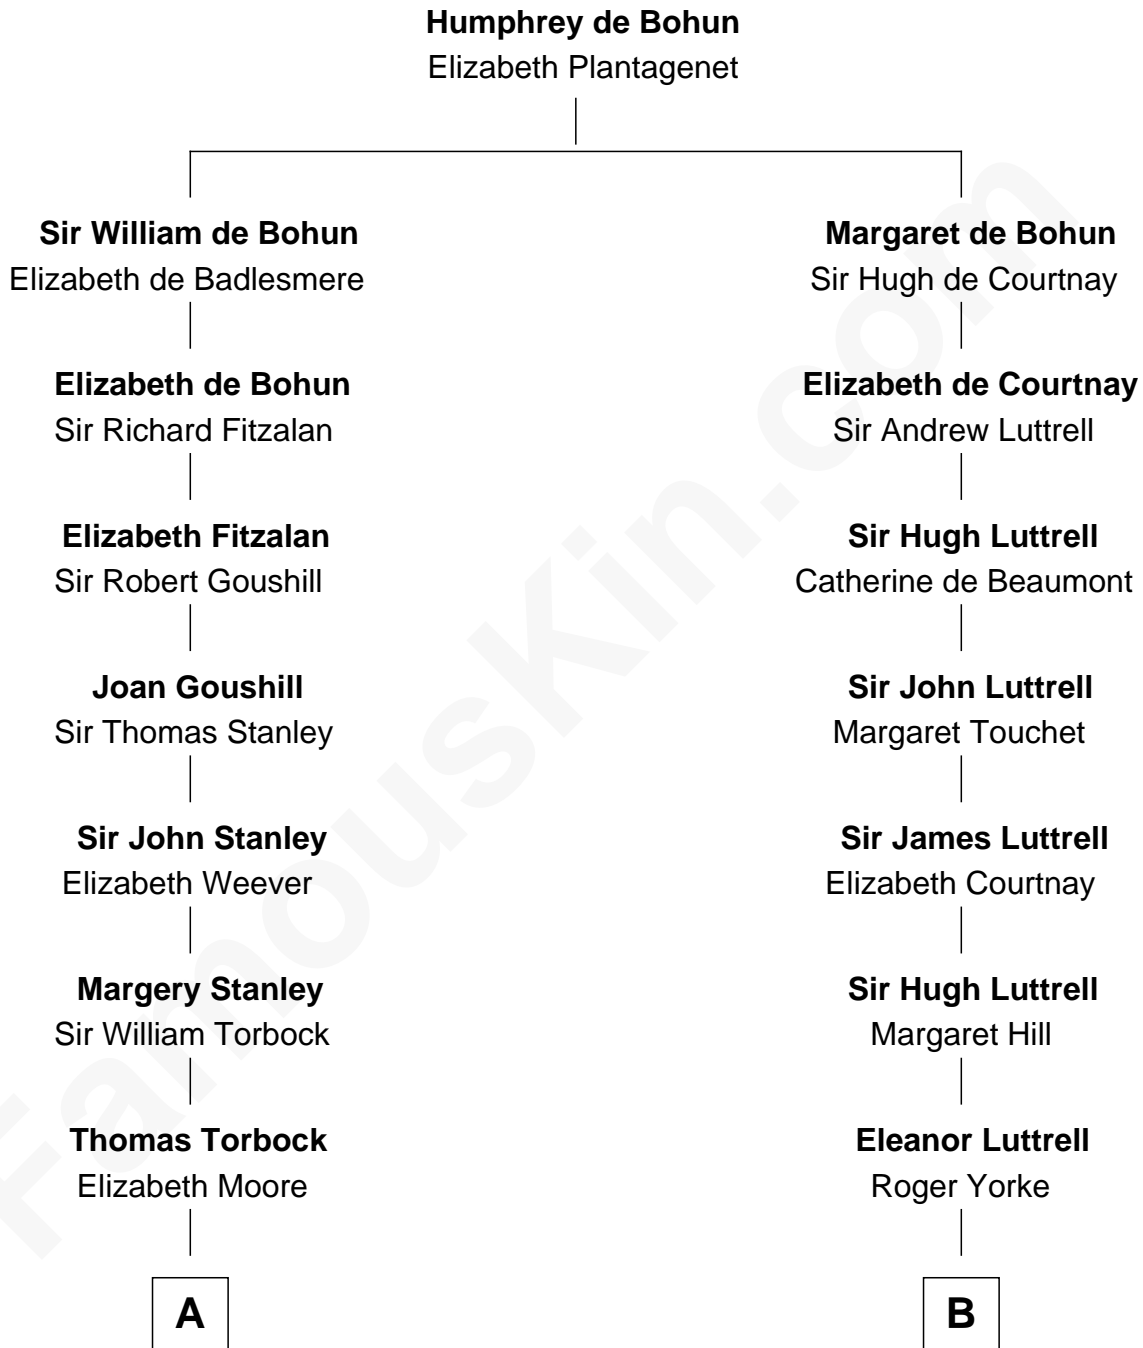 Humphrey de Bohun
Elizabeth Plantagenet
Sir William de Bohun
Elizabeth de Badlesmere
Margaret de Bohun
Sir Hugh de Courtnay
Elizabeth de Bohun
Sir Richard Fitzalan
Elizabeth de Courtnay
Sir Andrew Luttrell
Elizabeth Fitzalan
Sir Robert Goushill
Sir Hugh Luttrell
Catherine de Beaumont
Joan Goushill
Sir Thomas Stanley
Sir John Luttrell
Margaret Touchet
Sir John Stanley
Elizabeth Weever
Sir James Luttrell
Elizabeth Courtnay
Margery Stanley
Sir William Torbock
Sir Hugh Luttrell
Margaret Hill
Thomas Torbock
Elizabeth Moore
Eleanor Luttrell
Roger Yorke
A
B
FamousKin.com